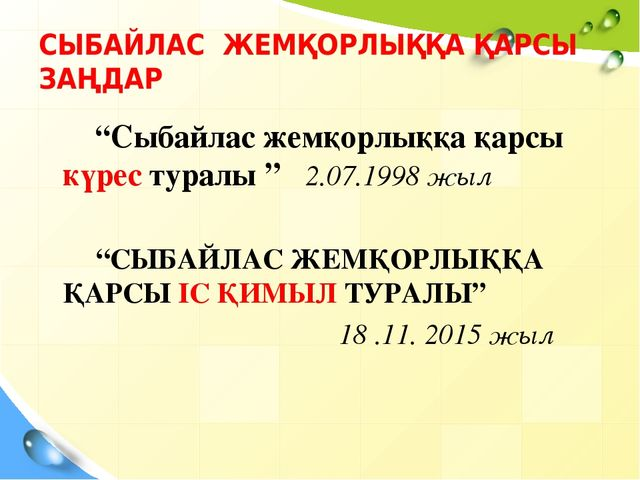 СЫБАЙЛАС ЖЕМҚОРЛЫҚҚА ҚАРСЫ
ЗАҢДАР
“Сыбайлас жемқорлыққа қарсы
күрес туралы ” 2.07.1998 жыл
“СЫБАЙЛАС ЖЕМҚОРЛЫҚҚА
ҚАРСЫ ІС ҚИМЫЛ ТУРАЛЫ”
18 .11. 2015 жыл